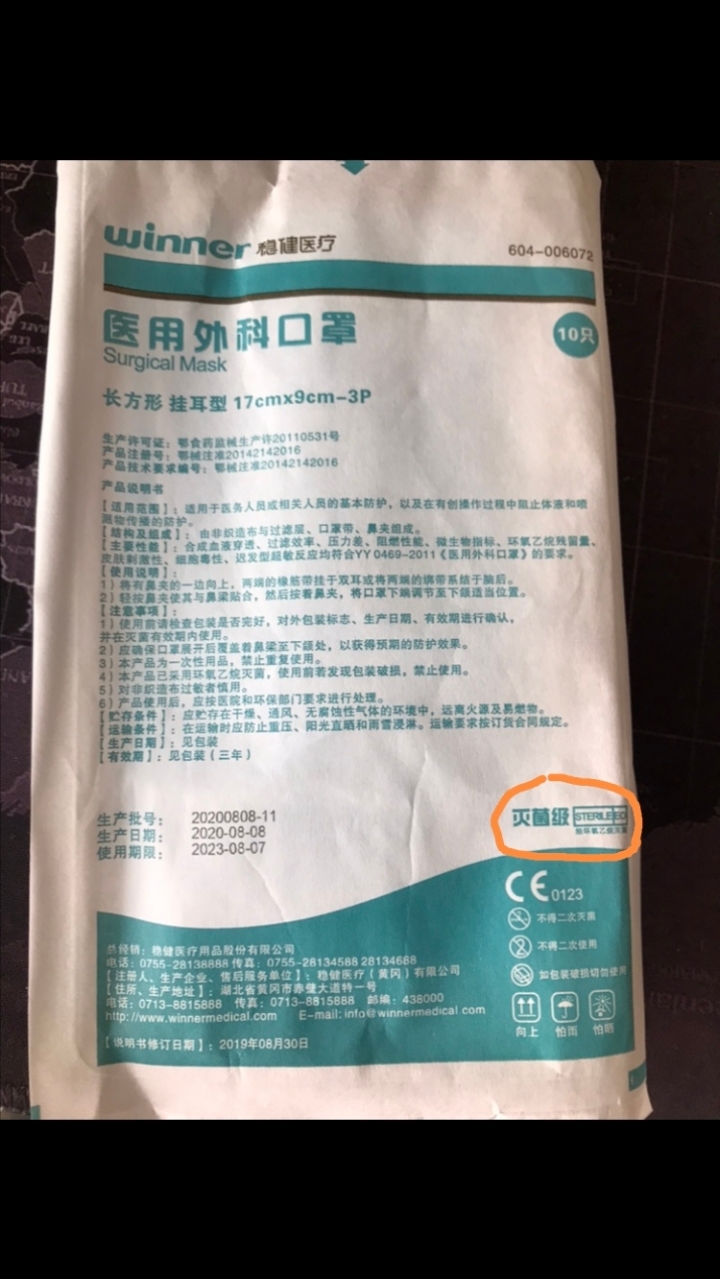 winner 稳健医疗
604-006072
医用外科口罩
10只
Surgical Mask
长方形 挂耳型 17cmx9cm-3P
生产许可证：鄂食药监械生产许20110531号
产品注册号：鄂械注准20142142016
产品技术要求编号：鄂械注准20142142016
产品说明书
【适用范围】：适用于医务人员或相关人员的基本防护，以及在有创操作过程中阻止体液和喷
溅物传播的防护。
【结构及组成】：由非织造布与过滤层、口罩带、鼻夹组成。
【主要性能】：合成血液穿透、过滤效率、压力差、阻燃性能、微生物指标、环氧乙烷残留量、
皮肤刺激性、细胞毒性、迟发型超敏反应均符合YY 0469-2011《医用外科口罩》的要求。
【使用说明】：
1）将有鼻夹的一边向上，两端的橡筋带挂于双耳或将两端的绑带系结于脑后。
2）轻按鼻夹使其与鼻梁贴合，然后按着鼻夹，将口罩下端调节至下颌适当位置。
【注意事项】：
1）使用前请检查包装是否完好，对外包装标志、生产日期、有效期进行确认，
并在灭菌有效期内使用。
2）应确保口罩展开后覆盖着鼻梁至下颌处，以获得预期的防护效果。
3）本产品为一次性用品，禁止重复使用。
4）本产品已采用环氧乙烷灭菌，使用前若发现包装破损，禁止使用。
5）对非织造布过敏者慎用。
6）产品使用后，应按医院和环保部门要求进行处理。
【贮存条件】：应贮存在干燥、通风、无腐蚀性气体的环境中，远离火源及易燃物。
【运输条件】：在运输时应防止重压、阳光直晒和雨雪浸淋。运输要求按订货合同规定。
【生产日期】：见包装
【有效期】：见包装（三年）
生产批号：20200808-11
生产日期：2020-08-08
使用期限：2023-08-07
灭菌级 STERILE EO
经环氧乙烷灭菌
CE 0123
不得二次灭菌
不得二次使用
如包装破损切勿使用
向上 怕雨 怕晒
总经销：稳健医疗用品股份有限公司
电话：0755-28138888 传真：0755-28134588 28134688
【注册人、生产企业、售后服务单位】：稳健医疗（黄冈）有限公司
【住所、生产地址】：湖北省黄冈市赤壁大道特一号
电话：0713-8815888 传真：0713-8815888 邮编：438000
http://www.winnermedical.com E-mail: info@winnermedical.com
【说明书修订日期】：2019年08月30日